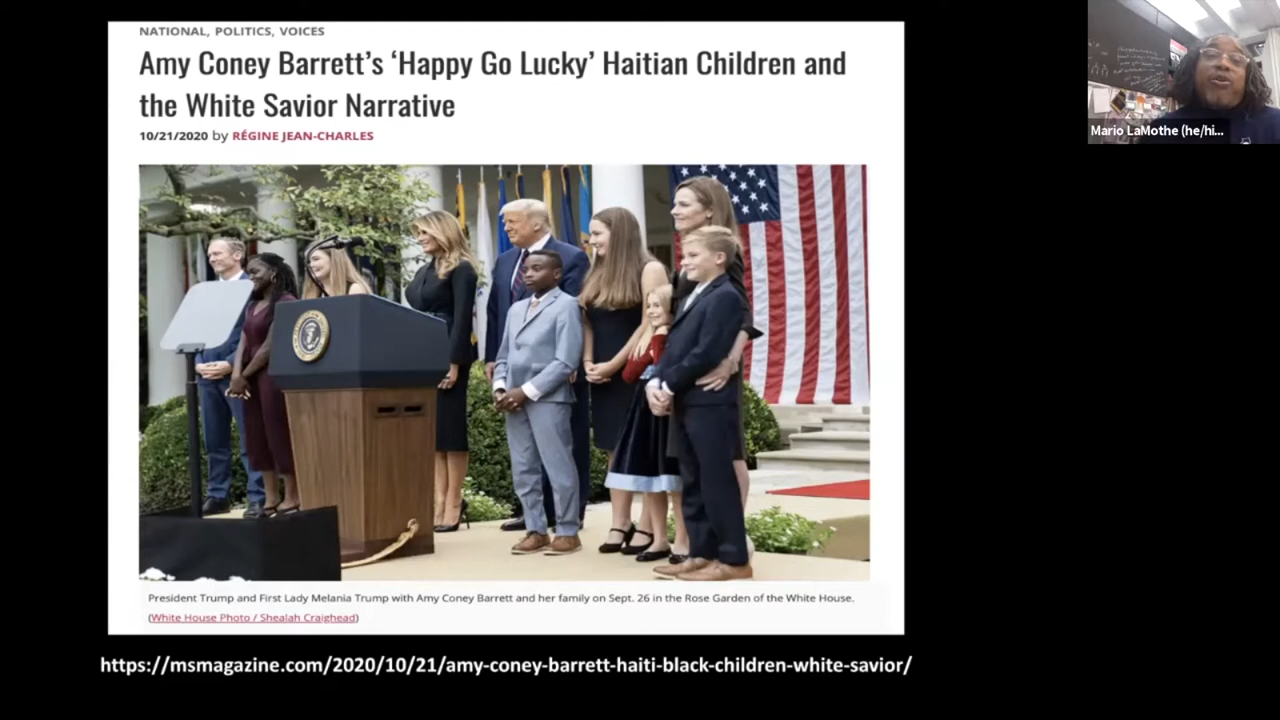 NATIONAL, POLITICS, VOICES
Amy Coney Barrett's 'Happy Go Lucky' Haitian Children and
the White Savior Narrative
10/21/2020 by RÉGINE JEAN-CHARLES
President Trump and First Lady Melania Trump with Amy Coney Barrett and her family on Sept. 26 in the Rose Garden of the White House.
(White House Photo / Shealah Craighead)
https://msmagazine.com/2020/10/21/amy-coney-barrett-haiti-black-children-white-savior/
Mario LaMothe (he/hi...